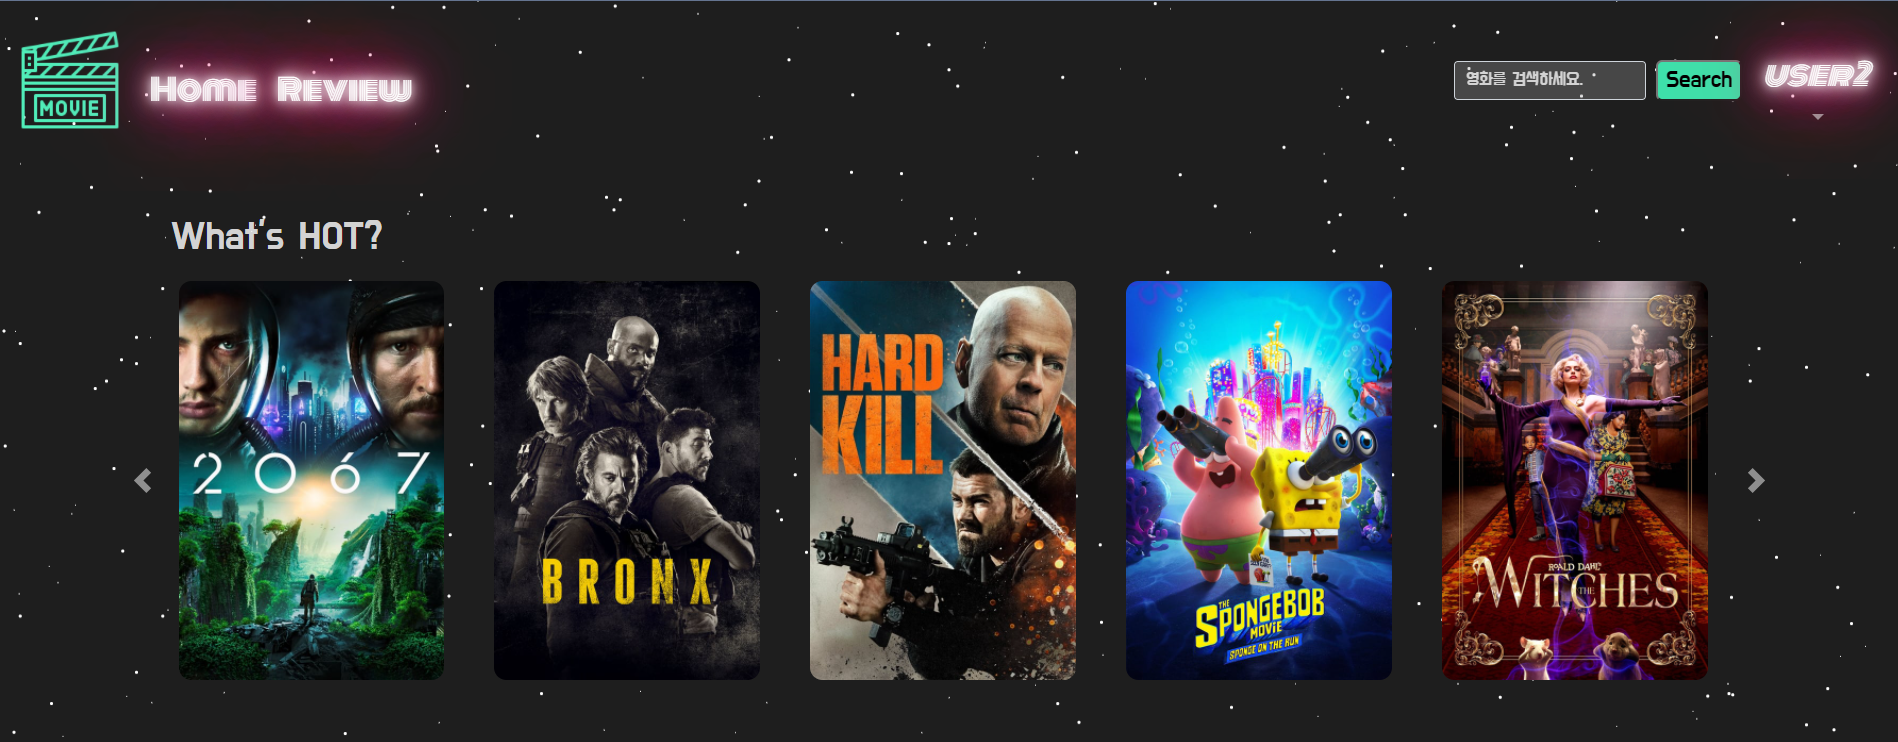 MOVIE
Home Review
영화를 검색하세요.
Search
USER2
What's HOT?
2067
BRONX
HARD
KILL
THE
SPONGEBOB
MOVIE
SPONGE ON THE RUN
ROALD DAHL'S
THE
WITCHES